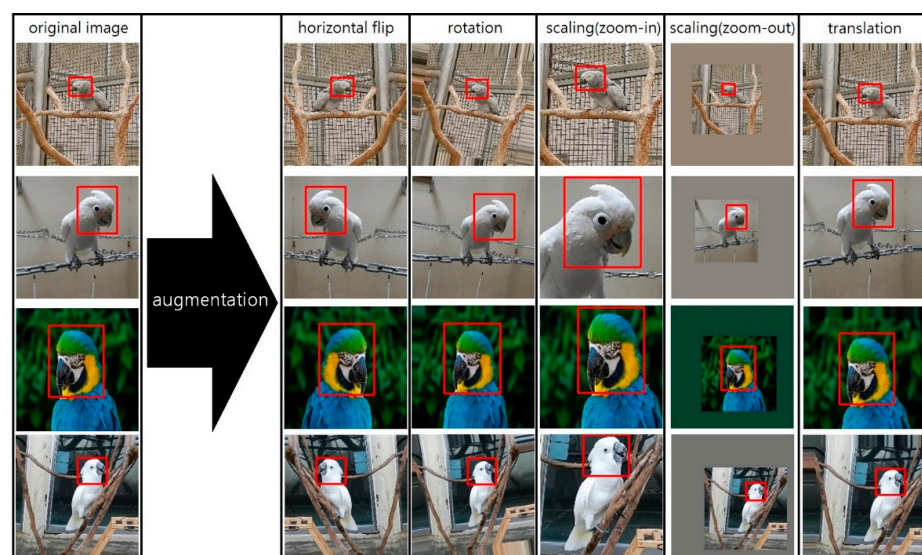 original image
horizontal flip
rotation
scaling(zoom-in)
scaling(zoom-out)
translation
augmentation